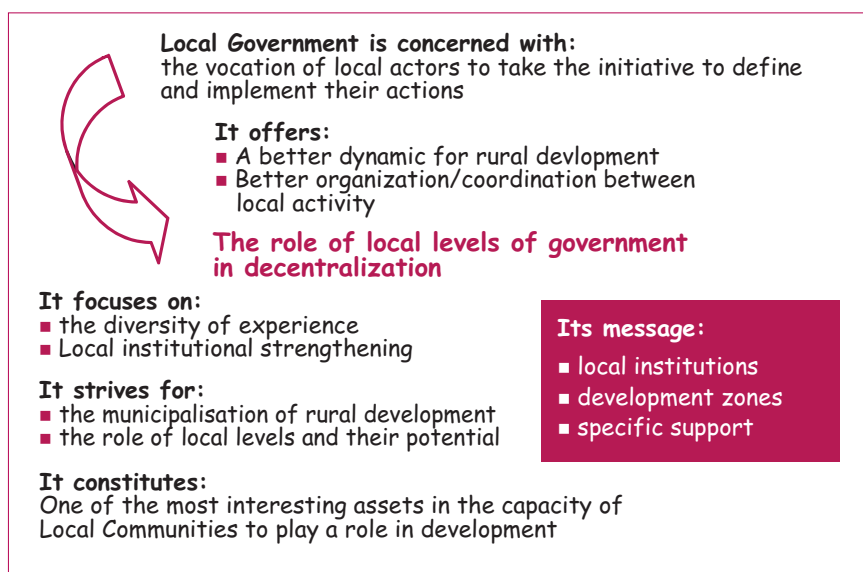 Local Government is concerned with:
the vocation of local actors to take the initiative to define
and implement their actions
It offers:
■ A better dynamic for rural devlopment
■ Better organization/coordination between
local activity
The role of local levels of government
in decentralization
It focuses on:
■ the diversity of experience
■ Local institutional strengthening
It strives for:
■ the municipalisation of rural development
■ the role of local levels and their potential
It constitutes:
One of the most interesting assets in the capacity of
Local Communities to play a role in development
Its message:
■ local institutions
■ development zones
■ specific support